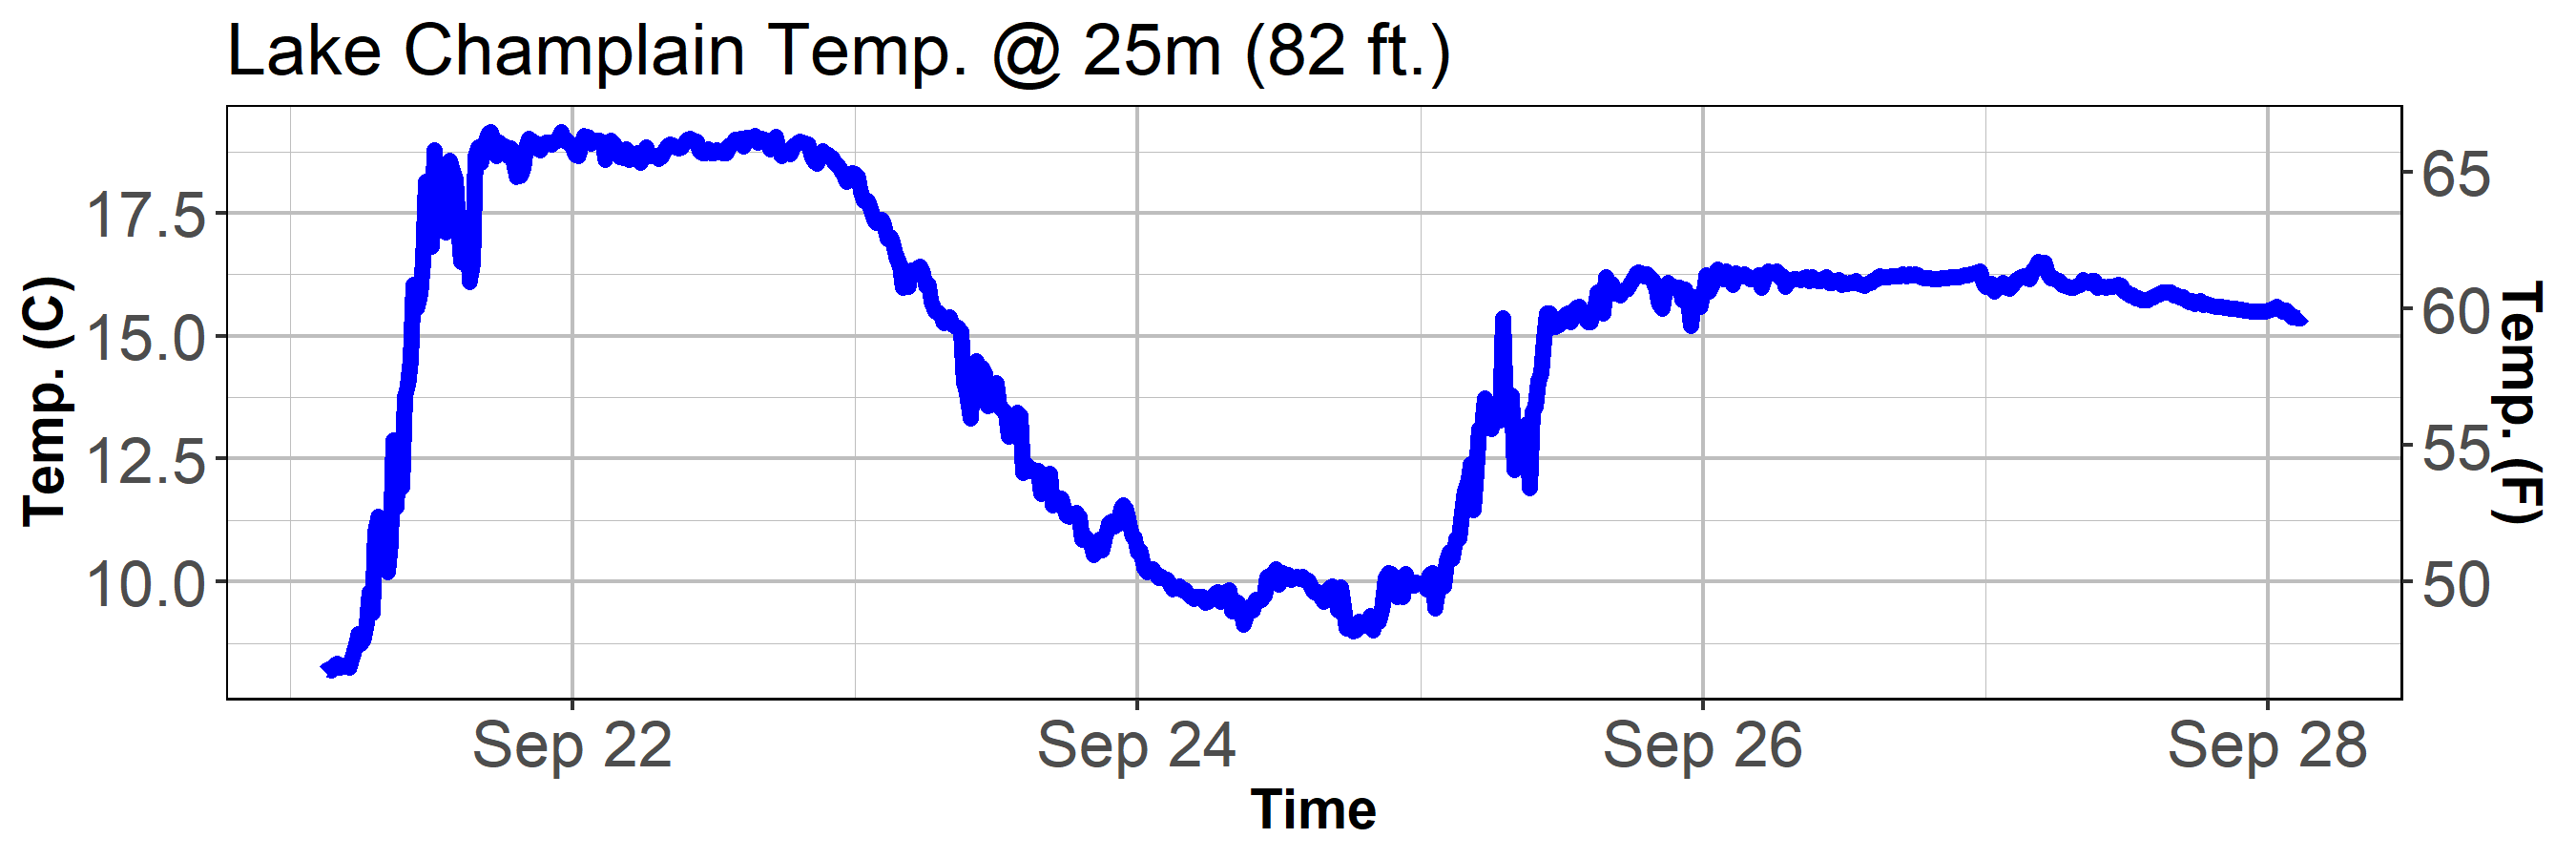 Lake Champlain Temp. @ 25m (82 ft.)
Temp. (C)
17.5
15.0
12.5
10.0
65
60
55
50
Temp. (F)
Sep 22
Sep 24
Sep 26
Sep 28
Time